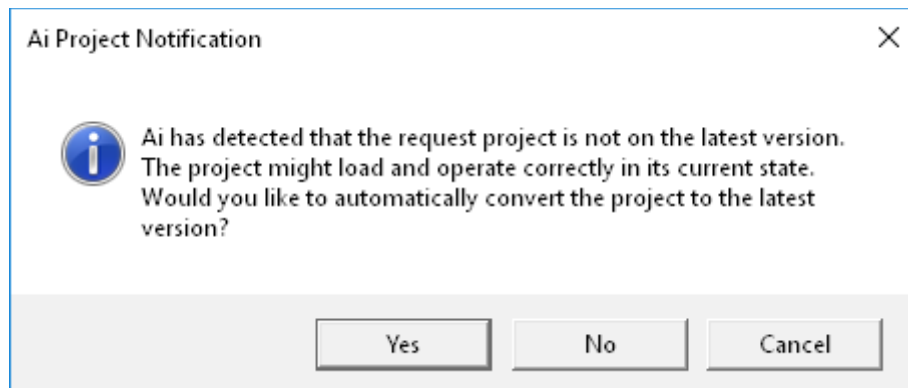 Ai Project Notification
Ai has detected that the request project is not on the latest version.
The project might load and operate correctly in its current state.
Would you like to automatically convert the project to the latest
version?
Yes
No
Cancel